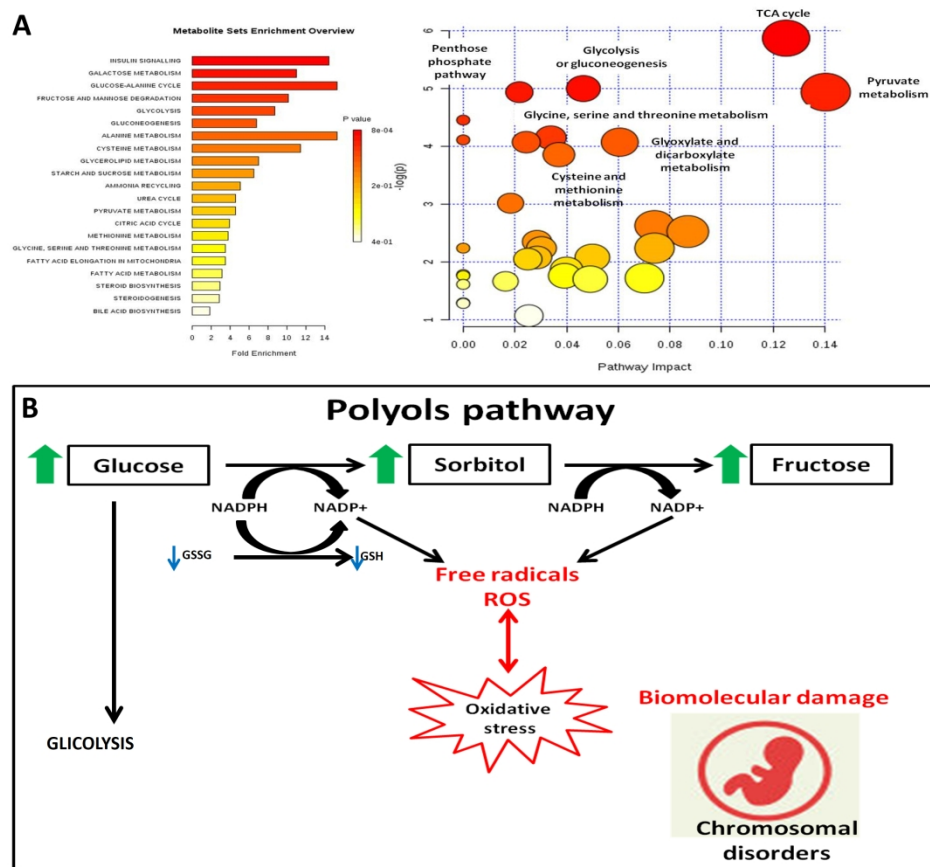 A
Metabolite Sets Enrichment Overview
INSULIN SIGNALLING
GALACTOSE METABOLISM
GLUCOSE-ALANINE CYCLE
FRUCTOSE AND MANNOSE DEGRADATION
GLYCOLYSIS
GLUCONEOGENESIS
ALANINE METABOLISM
CYSTEINE METABOLISM
GLYCEROLIPID METABOLISM
STARCH AND SUCROSE METABOLISM
AMMONIA RECYCLING
UREA CYCLE
PYRUVATE METABOLISM
CITRIC ACID CYCLE
METHIONINE METABOLISM
GLYCINE, SERINE AND THREONINE METABOLISM
FATTY ACID ELONGATION IN MITOCHONDRIA
FATTY ACID METABOLISM
STEROID BIOSYNTHESIS
STEROIDOGENESIS
BILE ACID BIOSYNTHESIS
0 2 4 6 8 10 12 14
Fold Enrichment
P value
8e-04
2e-01
4e-01
-log(p)
6
5
4
3
2
1
TCA cycle
Penthose
phosphate
pathway
Glycolysis
or gluconeogenesis
Pyruvate
metabolism
Glycine, serine and threonine metabolism
Glyoxylate and
dicarboxylate
metabolism
Cysteine and
methionine
metabolism
0.00 0.02 0.04 0.06 0.08 0.10 0.12 0.14
Pathway Impact
B
Polyols pathway
Glucose
Sorbitol
Fructose
NADPH NADP+
NADPH NADP+
GSSG
GSH
Free radicals
ROS
Oxidative
stress
GLICOLYSIS
Biomolecular damage
Chromosomal
disorders